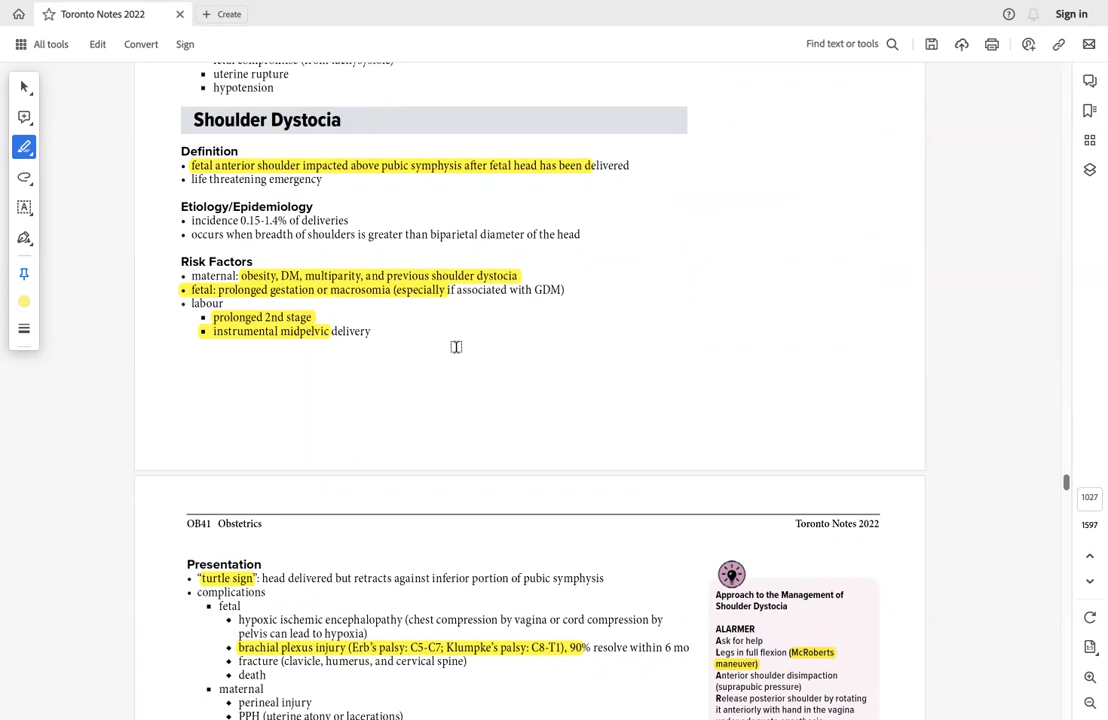 Toronto Notes 2022
Create
Sign in
All tools
Edit
Convert
Sign
Find text or tools
▪ uterine rupture
▪ hypotension
Shoulder Dystocia
Definition
• fetal anterior shoulder impacted above pubic symphysis after fetal head has been delivered
• life threatening emergency
Etiology/Epidemiology
• incidence 0.15-1.4% of deliveries
• occurs when breadth of shoulders is greater than biparietal diameter of the head
Risk Factors
• maternal: obesity, DM, multiparity, and previous shoulder dystocia
• fetal: prolonged gestation or macrosomia (especially if associated with GDM)
• labour
▪ prolonged 2nd stage
▪ instrumental midpelvic delivery
1027
1597
OB41 Obstetrics
Toronto Notes 2022
Presentation
• “turtle sign”: head delivered but retracts against inferior portion of pubic symphysis
• complications
▪ fetal
◆ hypoxic ischemic encephalopathy (chest compression by vagina or cord compression by
pelvis can lead to hypoxia)
◆ brachial plexus injury (Erb’s palsy: C5-C7; Klumpke’s palsy: C8-T1), 90% resolve within 6 mo
◆ fracture (clavicle, humerus, and cervical spine)
◆ death
▪ maternal
◆ perineal injury
◆ PPH (uterine atony or lacerations)
Approach to the Management of
Shoulder Dystocia
ALARMER
Ask for help
Legs in full flexion (McRoberts
maneuver)
Anterior shoulder disimpaction
(suprapubic pressure)
Release posterior shoulder by rotating
it anteriorly with hand in the vagina